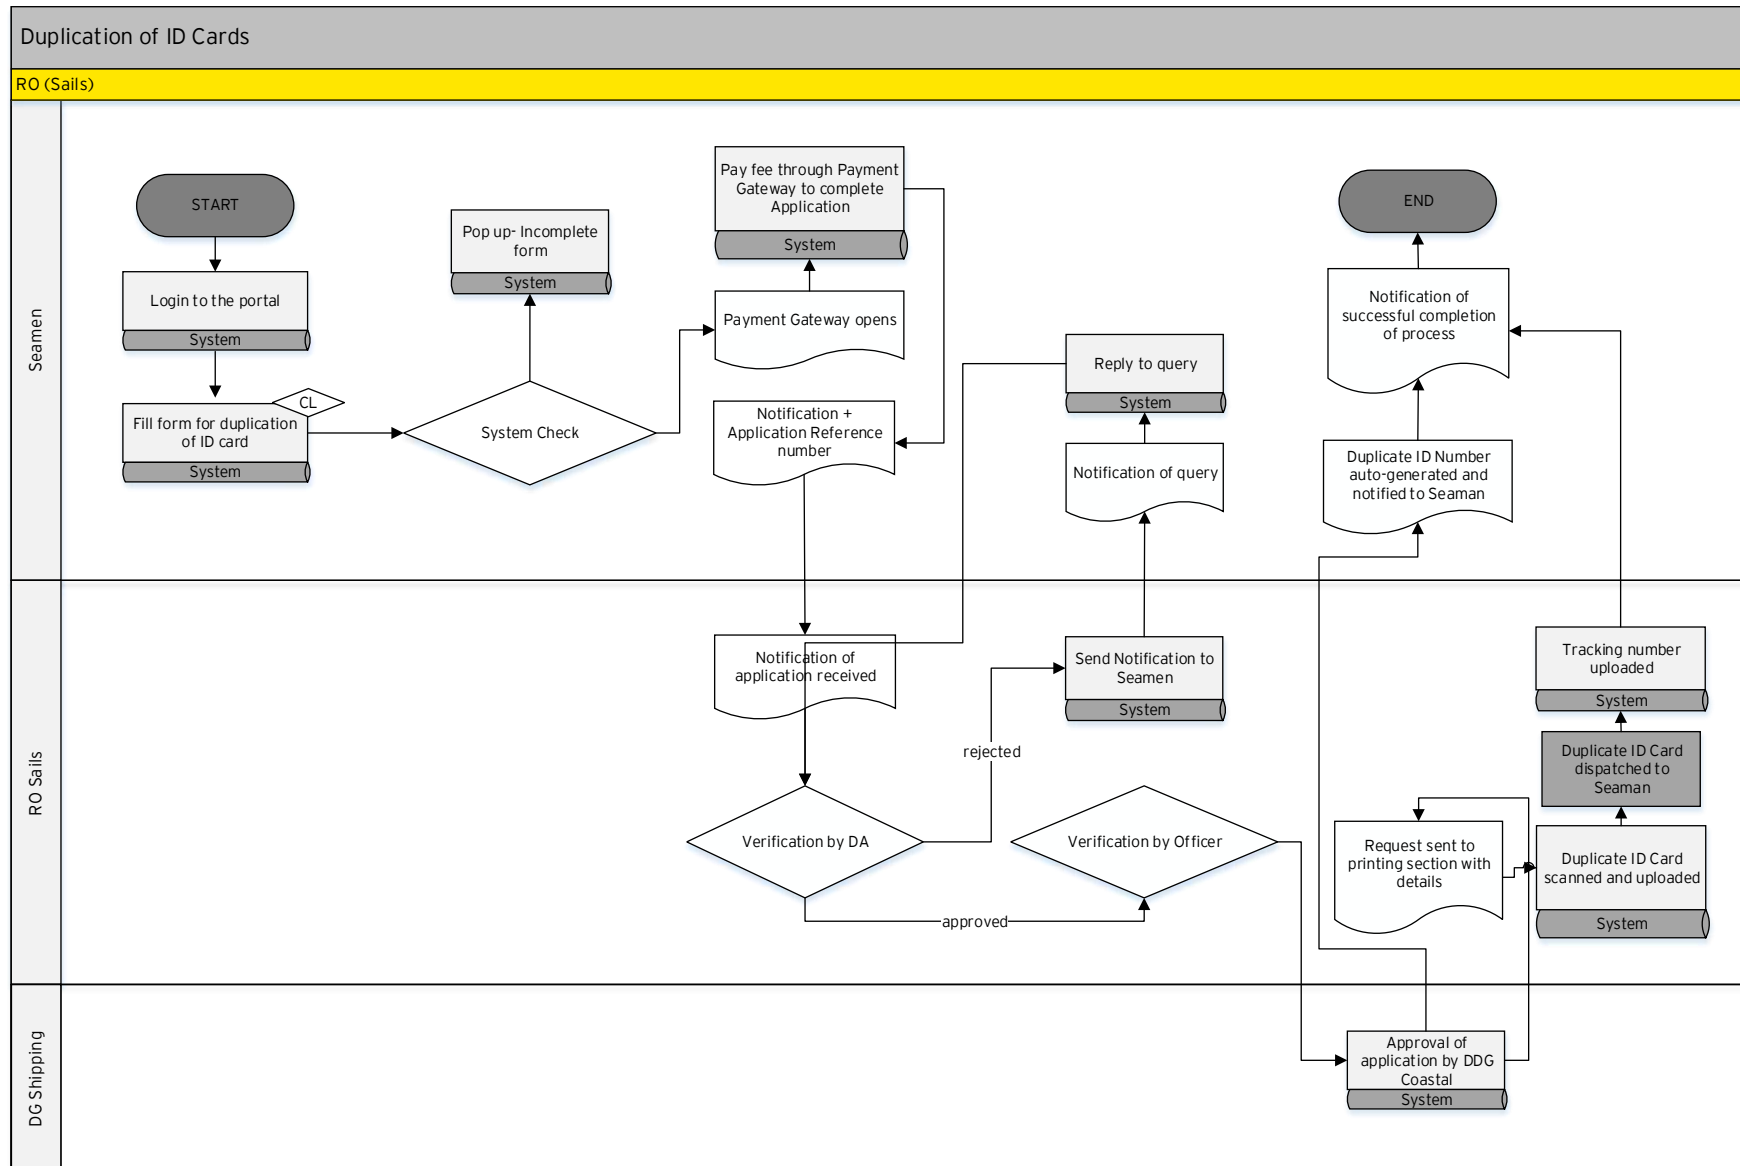 Duplication of ID Cards
RO (Sails)
Seamen
START
Login to the portal
System
CL
Fill form for duplication
of ID card
System
Pop up- Incomplete
form
System
System Check
Pay fee through Payment
Gateway to complete
Application
System
Payment Gateway opens
Notification +
Application Reference
number
Reply to query
System
Notification of query
END
Notification of
successful completion
of process
Duplicate ID Number
auto-generated and
notified to Seaman
RO Sails
Notification of
application received
Verification by DA
rejected
approved
Send Notification to
Seamen
System
Verification by Officer
Request sent to
printing section with
details
Tracking number
uploaded
System
Duplicate ID Card
dispatched to
Seaman
Duplicate ID Card
scanned and uploaded
System
DG Shipping
Approval of
application by DDG
Coastal
System